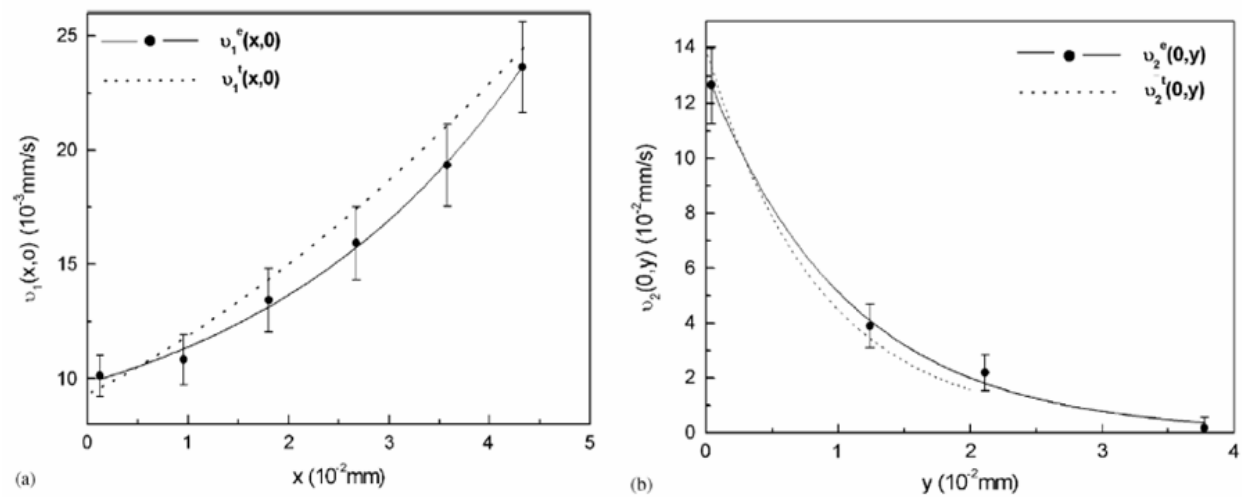 25
20
15
10
0 1 2 3 4 5
υ₁(x,o) (10⁻³mm/s)
x (10⁻²mm)
υ₁ᵉ(x,0)
υ₁ᵗ(x,0)
(a)
14
12
10
8
6
4
2
0
0 1 2 3 4
υ₂(0,y) (10⁻²mm/s)
y (10⁻²mm)
υ₂ᵉ(0,y)
υ₂ᵗ(0,y)
(b)